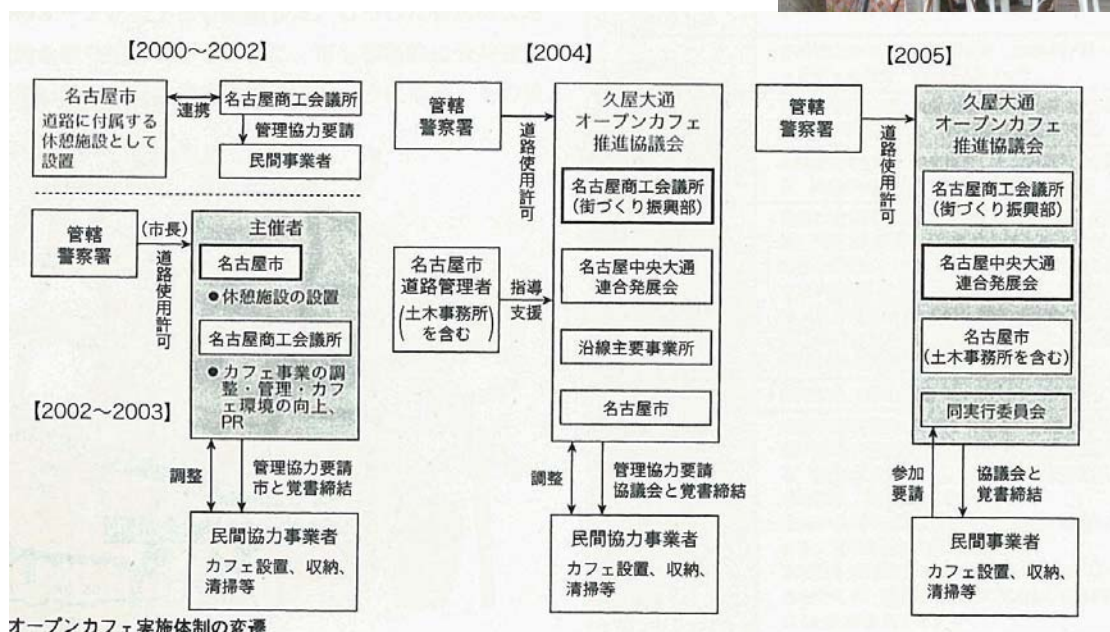 【2000～2002】
名古屋市
道路に付属する
休憩施設として
設置
連携
名古屋商工会議所
管理協力要請
民間事業者
管轄
警察署
(市長)
道路使用許可
主催者
名古屋市
●休憩施設の設置
名古屋商工会議所
●カフェ事業の調
整・管理・カフ
ェ環境の向上、
PR
【2002～2003】
調整
管理協力要請
市と覚書締結
民間協力事業者
カフェ設置、収納、
清掃等
【2004】
管轄
警察署
道路使用許可
久屋大通
オープンカフェ
推進協議会
名古屋商工会議所
(街づくり振興部)
名古屋中央大通
連合発展会
沿線主要事業所
名古屋市
名古屋市
道路管理者
(土木事務所
を含む)
指導
支援
調整
管理協力要請
協議会と覚書締結
民間協力事業者
カフェ設置、収納、
清掃等
【2005】
管轄
警察署
道路使用許可
久屋大通
オープンカフェ
推進協議会
名古屋商工会議所
(街づくり振興部)
名古屋中央大通
連合発展会
名古屋市
(土木事務所を含む)
同実行委員会
参加
要請
協議会と
覚書締結
民間事業者
カフェ設置、収納、
清掃等
オープンカフェ実施体制の変遷